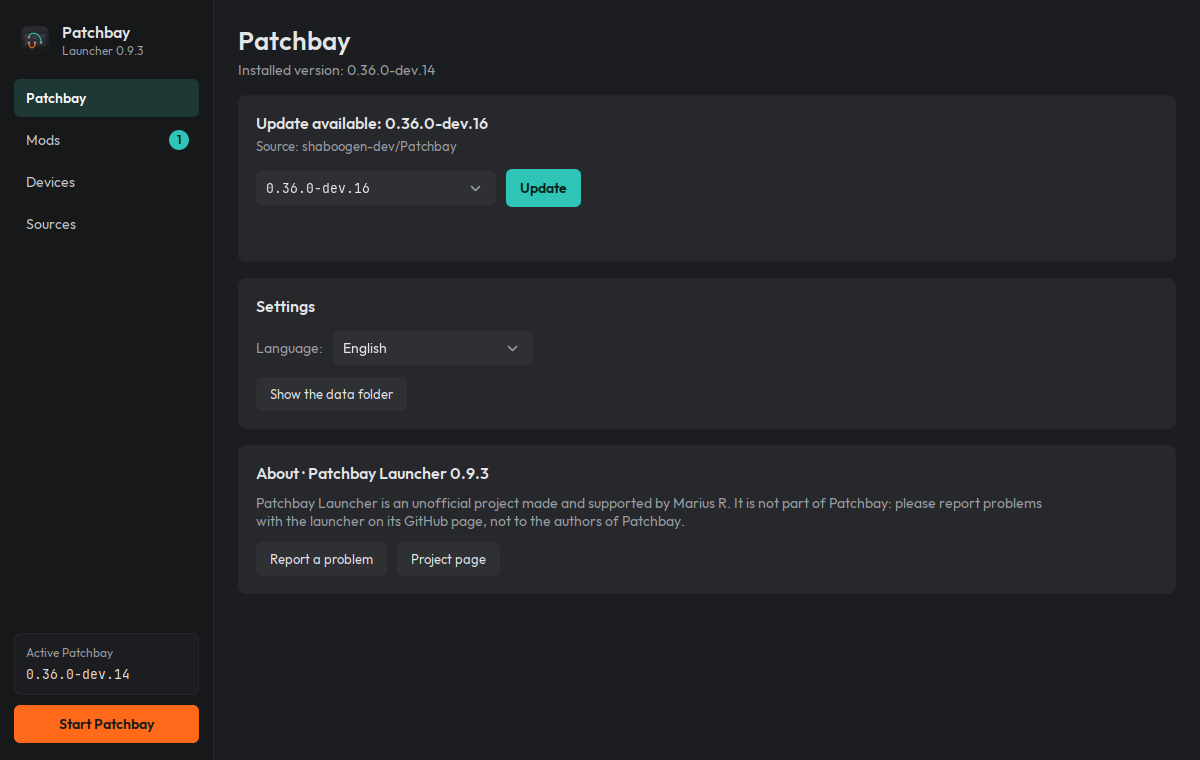 Patchbay
Launcher 0.9.3
Patchbay
Mods
1
Devices
Sources
Active Patchbay
0.36.0-dev.14
Start Patchbay
Patchbay
Installed version: 0.36.0-dev.14
Update available: 0.36.0-dev.16
Source: shaboogen-dev/Patchbay
0.36.0-dev.16
Update
Settings
Language:
English
Show the data folder
About · Patchbay Launcher 0.9.3
Patchbay Launcher is an unofficial project made and supported by Marius R. It is not part of Patchbay: please report problems
with the launcher on its GitHub page, not to the authors of Patchbay.
Report a problem
Project page